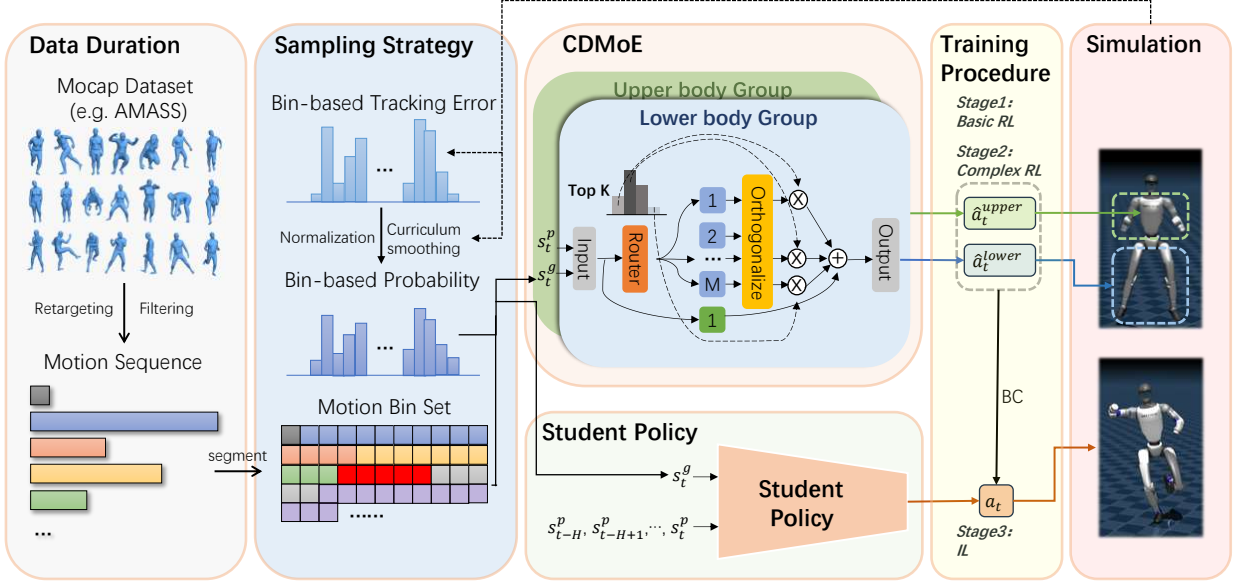 Data Duration
Mocap Dataset
(e.g. AMASS)
Retargeting
Filtering
Motion Sequence
...
segment
Sampling Strategy
Bin-based Tracking Error
...
Normalization
Curriculum
smoothing
Bin-based Probability
...
Motion Bin Set
......
CDMoE
Upper body Group
Lower body Group
Top K
s_t^p
s_t^g
Input
Router
1
2
...
M
1
Orthogonalize
X
X
X
+
Output
Student Policy
s_t^g
s_{t-H}^p, s_{t-H+1}^p, ..., s_t^p
Student
Policy
Training
Procedure
Stage1:
Basic RL
Stage2:
Complex RL
â_t^{upper}
â_t^{lower}
BC
a_t
Stage3:
IL
Simulation